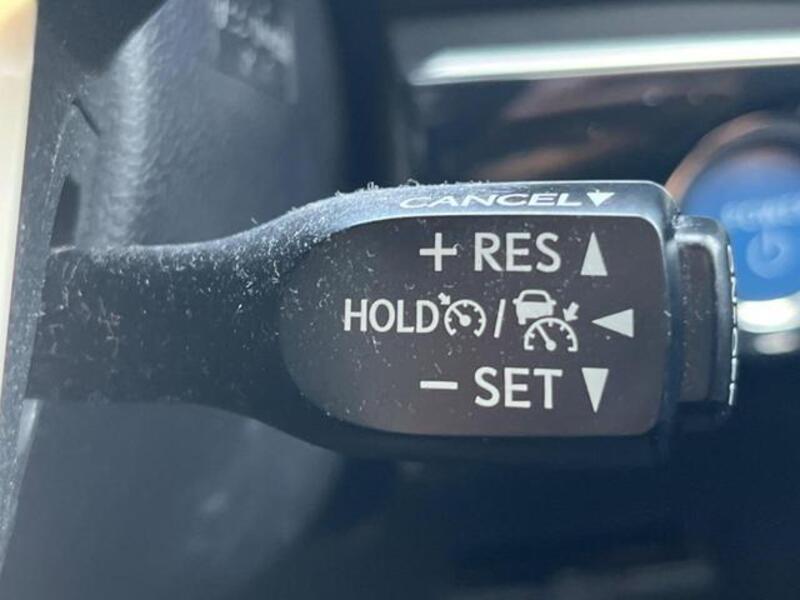 CANCEL▼
+ RES ▲
HOLD / ◀
− SET ▼